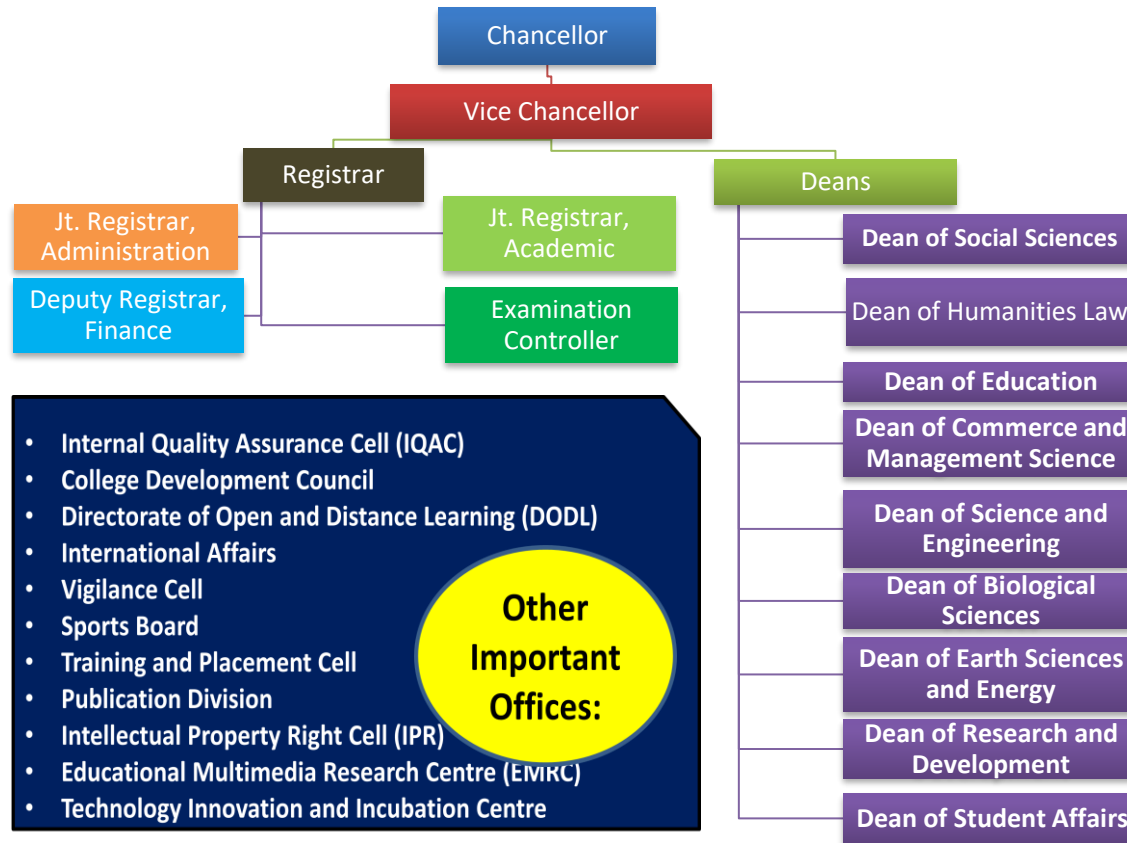 Chancellor
Vice Chancellor
Registrar
Deans
Jt. Registrar,
Administration
Jt. Registrar,
Academic
Deputy Registrar,
Finance
Examination
Controller
Dean of Social Sciences
Dean of Humanities Law
Dean of Education
Dean of Commerce and
Management Science
Dean of Science and
Engineering
Dean of Biological
Sciences
Dean of Earth Sciences
and Energy
Dean of Research and
Development
Dean of Student Affairs
• Internal Quality Assurance Cell (IQAC)
• College Development Council
• Directorate of Open and Distance Learning (DODL)
• International Affairs
• Vigilance Cell
• Sports Board
• Training and Placement Cell
• Publication Division
• Intellectual Property Right Cell (IPR)
• Educational Multimedia Research Centre (EMRC)
• Technology Innovation and Incubation Centre
Other
Important
Offices: